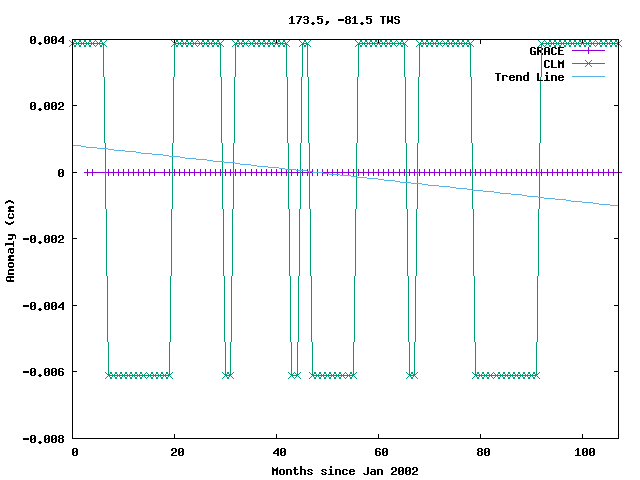 173.5, -81.5 TWS
GRACE
CLM
Trend Line
0.004
0.002
0
-0.002
-0.004
-0.006
-0.008
Anomaly (cm)
0 20 40 60 80 100
Months since Jan 2002